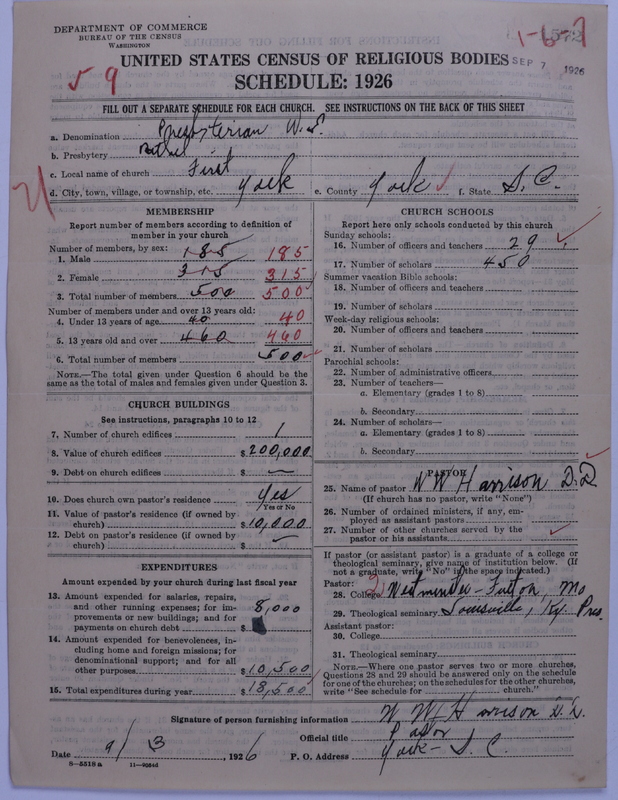 DEPARTMENT OF COMMERCE
BUREAU OF THE CENSUS
WASHINGTON
1-6-7
UNITED STATES CENSUS OF RELIGIOUS BODIES
SEP 7 1926
SCHEDULE: 1926
59
FILL OUT A SEPARATE SCHEDULE FOR EACH CHURCH. SEE INSTRUCTIONS ON THE BACK OF THIS SHEET
a. Denomination Presbyterian U.S.
b. Presbytery Bethel
c. Local name of church First
d. City, town, village, or township, etc. York e. County York f. State S.C.
MEMBERSHIP
Report number of members according to definition of member in your church
Number of members, by sex:
1. Male 185 185
2. Female 315 315
3. Total number of members 500 500
Number of members under and over 13 years old:
4. Under 13 years of age 40 40
5. 13 years old and over 460 460
6. Total number of members 500
NOTE.—The total given under Question 6 should be the same as the total of males and females given under Question 3.
CHURCH BUILDINGS
See instructions, paragraphs 10 to 12
7. Number of church edifices 1
8. Value of church edifices $200,000
9. Debt on church edifices $ —
10. Does church own pastor's residence Yes
Yes or No
11. Value of pastor's residence (if owned by church) $10,000
12. Debt on pastor's residence (if owned by church) $ —
EXPENDITURES
Amount expended by your church during last fiscal year
13. Amount expended for salaries, repairs, and other running expenses; for improvements or new buildings; and for payments on church debt $ 8,000
14. Amount expended for benevolences, including home and foreign missions; for denominational support; and for all other purposes $10,500
15. Total expenditures during year $18,500
CHURCH SCHOOLS
Report here only schools conducted by this church
Sunday schools:
16. Number of officers and teachers 29
17. Number of scholars 450
Summer vacation Bible schools:
18. Number of officers and teachers
19. Number of scholars
Week-day religious schools:
20. Number of officers and teachers
21. Number of scholars
Parochial schools:
22. Number of administrative officers
23. Number of teachers—
a. Elementary (grades 1 to 8)
b. Secondary
24. Number of scholars—
a. Elementary (grades 1 to 8)
b. Secondary
PASTOR
25. Name of pastor W W Harrison D.D.
(If church has no pastor, write "None")
26. Number of ordained ministers, if any, employed as assistant pastors
27. Number of other churches served by the pastor or his assistants
If pastor (or assistant pastor) is a graduate of a college or theological seminary, give name of institution below. (If not a graduate, write "No" in the space indicated.)
Pastor:
28. College Westminster - Fulton, Mo
29. Theological seminary Louisville, Ky. Pres.
Assistant pastor:
30. College
31. Theological seminary
NOTE.—Where one pastor serves two or more churches, Questions 28 and 29 should be answered only on the schedule for one of the churches; on the schedules for the other churches, write "See schedule for church."
Signature of person furnishing information W W Harrison D.D.
Official title Pastor
Date 9/3, 1926 P. O. Address York - S. C.
8-5518 a